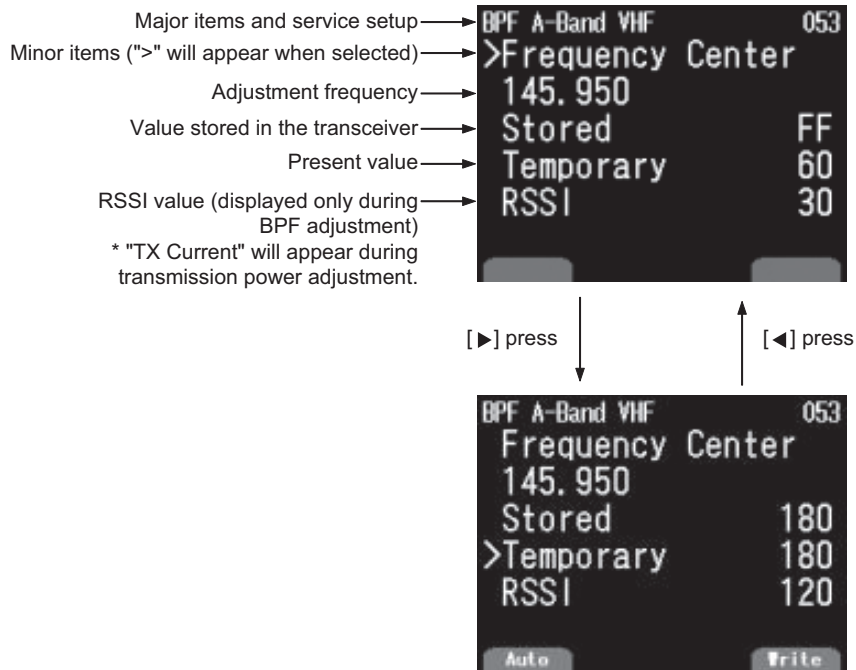 Major items and service setup
Minor items (">" will appear when selected)
Adjustment frequency
Value stored in the transceiver
Present value
RSSI value (displayed only during
BPF adjustment)
* "TX Current" will appear during
transmission power adjustment.
BPF A-Band VHF 053
>Frequency Center
145.950
Stored FF
Temporary 60
RSSI 30
[▶] press
[◀] press
BPF A-Band VHF 053
Frequency Center
145.950
Stored 180
>Temporary 180
RSSI 120
Auto Write